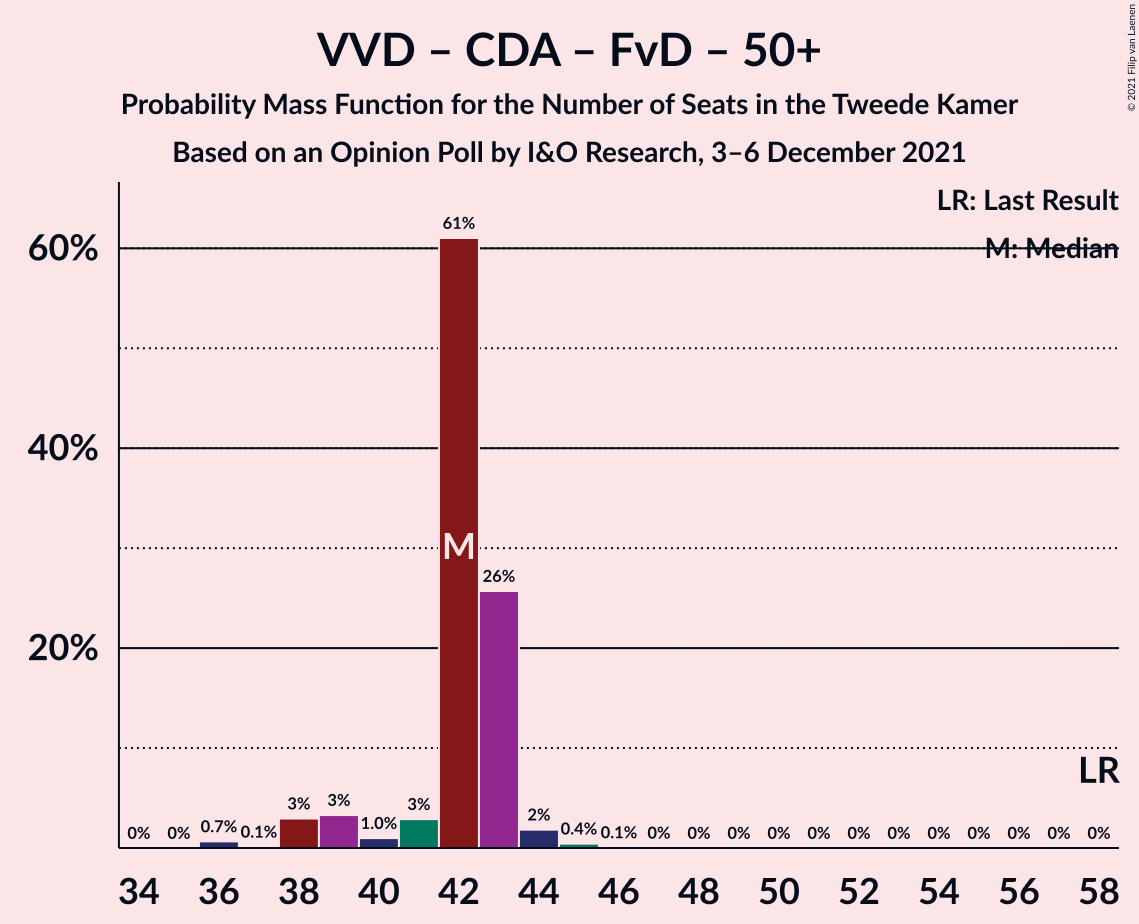 VVD – CDA – FvD – 50+
Probability Mass Function for the Number of Seats in the Tweede Kamer
Based on an Opinion Poll by I&O Research, 3–6 December 2021
© 2021 Filip van Laenen
LR: Last Result
M: Median
60%
40%
20%
61%
M
26%
LR
0% 0% 0.7% 0.1% 3% 3% 1.0% 3% 2% 0.4% 0.1% 0% 0% 0% 0% 0% 0% 0% 0% 0% 0% 0% 0%
34 36 38 40 42 44 46 48 50 52 54 56 58